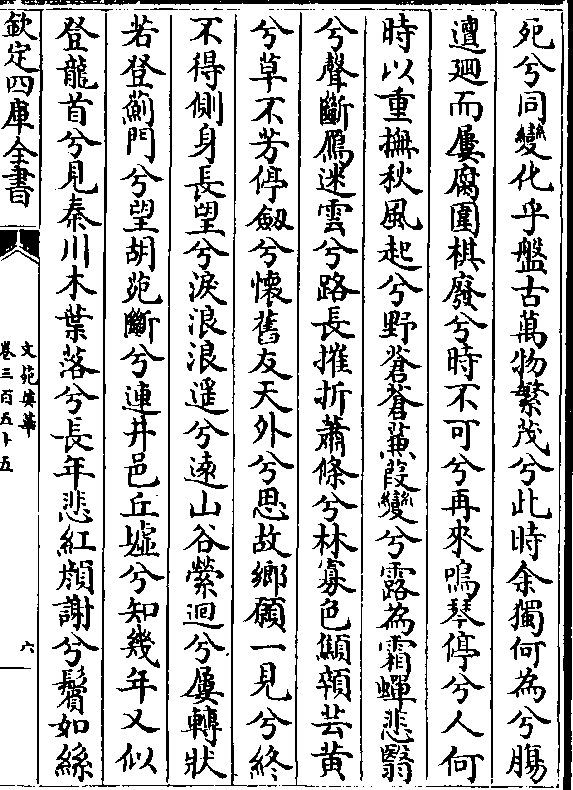 死兮同變化乎盤古萬物繁茂兮此時余獨何為兮腸
邅迴而屢腐圍棋廢兮時不可兮再來鳴琴停兮人何
時以重撫秋風起兮野蒼蒼蒹葭變兮露為霜蟬悲翳
兮聲斷鴈迷雲兮路長摧折蕭條兮林寡色顦顇芸黄
兮草不芳停劔兮懷舊友天外兮思故鄉願一見兮終
不得側身長望兮淚浪浪遥兮逺山谷縈迴兮屢轉狀
若登薊門兮望胡苑斷兮連井邑丘墟兮知幾年又似
登龍首兮見秦川木葉落兮長年悲紅顔謝兮鬢如絲
欽定四庫全書
文苑英華
卷三百五十五
六